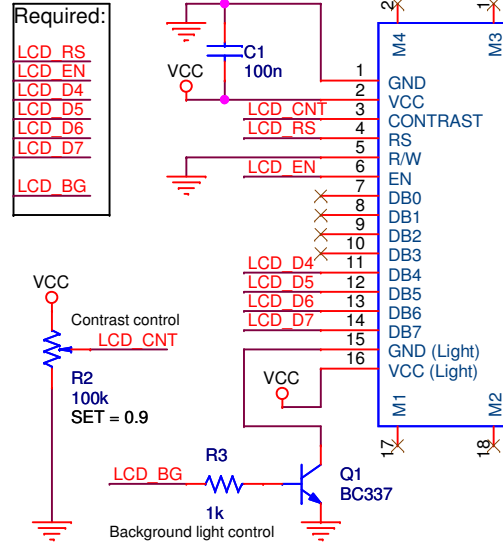 Required:
LCD_RS
LCD_EN
LCD_D4
LCD_D5
LCD_D6
LCD_D7
LCD_BG
C1
100n
VCC
2
M4
1
M3
1
GND
2
VCC
LCD_CNT
3
CONTRAST
LCD_RS
4
RS
5
R/W
LCD_EN
6
EN
7
DB0
8
DB1
9
DB2
10
DB3
LCD_D4
11
DB4
LCD_D5
12
DB5
LCD_D6
13
DB6
LCD_D7
14
DB7
15
GND (Light)
16
VCC (Light)
M1
17
M2
18
VCC
Contrast control
LCD_CNT
R2
100k
SET = 0.9
VCC
LCD_BG
R3
1k
Background light control
Q1
BC337